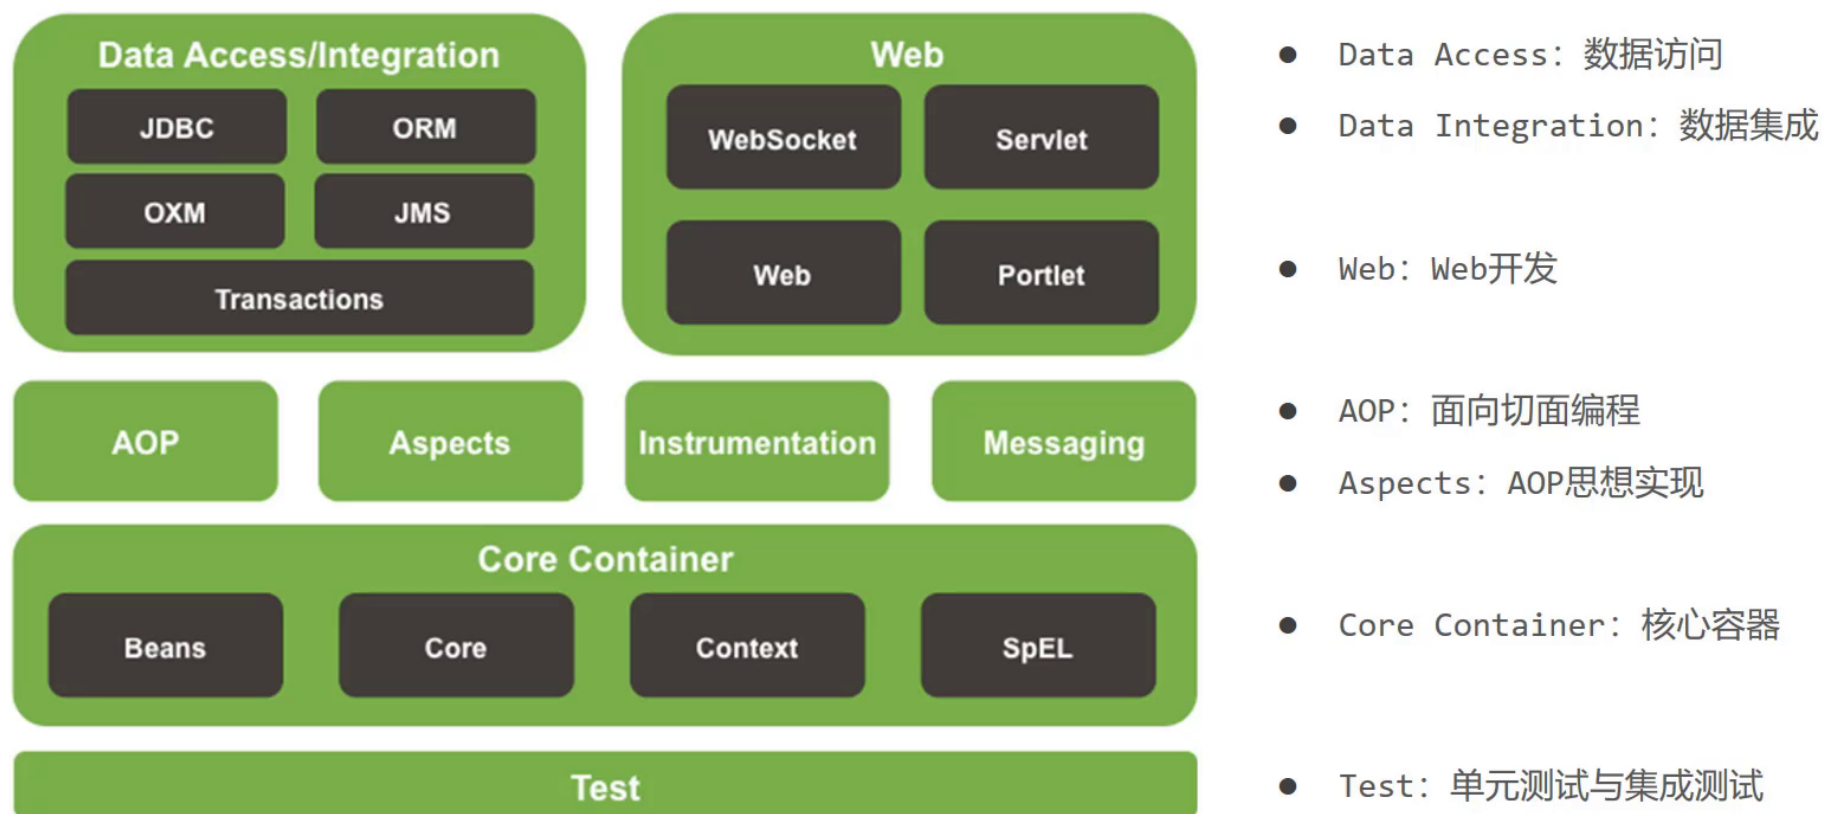 Data Access/Integration
JDBC
ORM
OXM
JMS
Transactions
Web
WebSocket
Servlet
Web
Portlet
AOP
Aspects
Instrumentation
Messaging
Core Container
Beans
Core
Context
SpEL
Test
● Data Access：数据访问
● Data Integration：数据集成
● Web：Web开发
● AOP：面向切面编程
● Aspects：AOP思想实现
● Core Container：核心容器
● Test：单元测试与集成测试